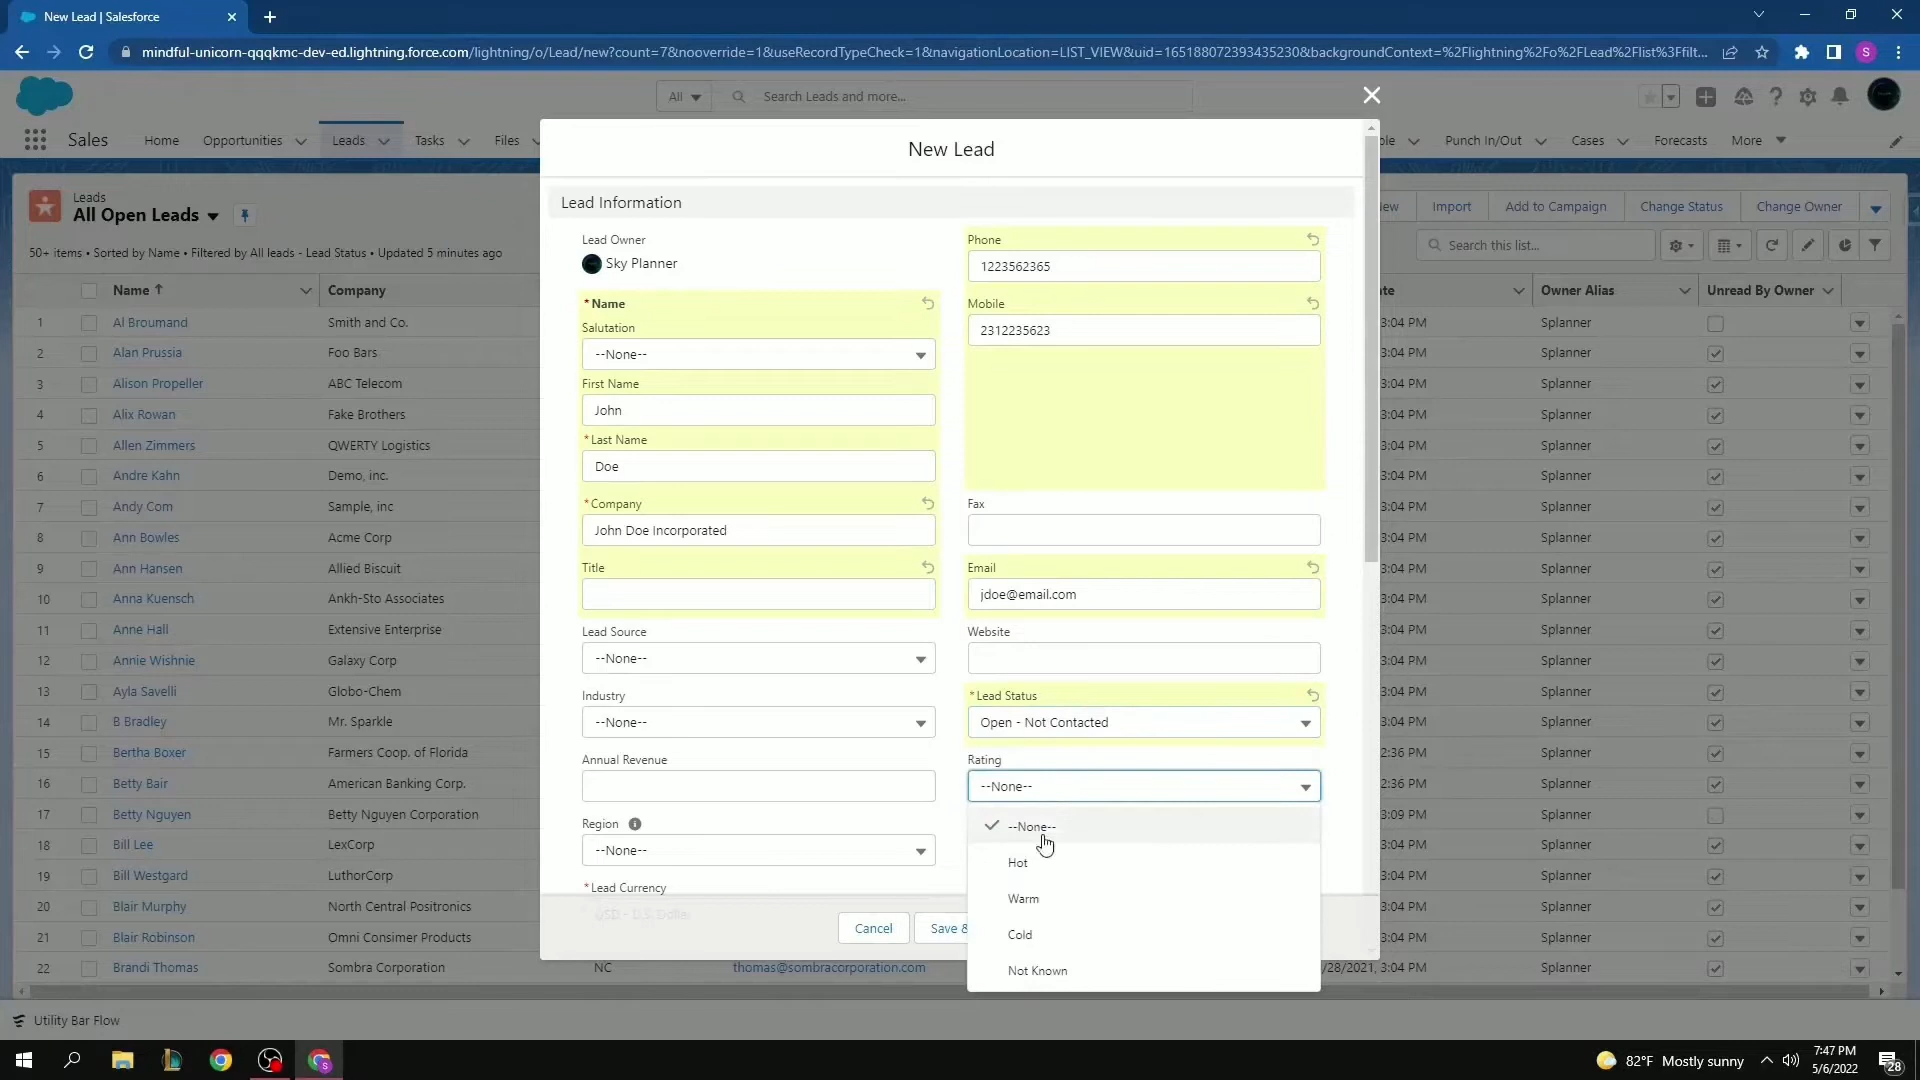 New Lead | Salesforce
mindful-unicorn-qqqkmc-dev-ed.lightning.force.com/lightning/o/Lead/new?count=7&nooverride=1&useRecordTypeCheck=1&navigationLocation=LIST_VIEW&uid=165188072393435230&backgroundContext=%2Flightning%2Fo%2FLead%2Flist%3Ffilt...
S
All
Search Leads and more...
Sales
Home
Opportunities
Leads
Tasks
Files
Punch In/Out
Cases
Forecasts
More
Leads
All Open Leads
50+ items • Sorted by Name • Filtered by All leads - Lead Status • Updated 5 minutes ago
Import
Add to Campaign
Change Status
Change Owner
Search this list...
Name
Company
Owner Alias
Unread By Owner
1 Al Broumand Smith and Co. 3:04 PM Splanner
2 Alan Prussia Foo Bars 3:04 PM Splanner
3 Alison Propeller ABC Telecom 3:04 PM Splanner
4 Alix Rowan Fake Brothers 3:04 PM Splanner
5 Allen Zimmers QWERTY Logistics 3:04 PM Splanner
6 Andre Kahn Demo, inc. 3:04 PM Splanner
7 Andy Com Sample, inc 3:04 PM Splanner
8 Ann Bowles Acme Corp 3:04 PM Splanner
9 Ann Hansen Allied Biscuit 3:04 PM Splanner
10 Anna Kuensch Ankh-Sto Associates 3:04 PM Splanner
11 Anne Hall Extensive Enterprise 3:04 PM Splanner
12 Annie Wishnie Galaxy Corp 3:04 PM Splanner
13 Ayla Savelli Globo-Chem 3:04 PM Splanner
14 B Bradley Mr. Sparkle 3:04 PM Splanner
15 Bertha Boxer Farmers Coop. of Florida 2:36 PM Splanner
16 Betty Bair American Banking Corp. 2:36 PM Splanner
17 Betty Nguyen Betty Nguyen Corporation 3:09 PM Splanner
18 Bill Lee LexCorp 3:04 PM Splanner
19 Bill Westgard LuthorCorp 3:04 PM Splanner
20 Blair Murphy North Central Positronics 3:04 PM Splanner
21 Blair Robinson Omni Consimer Products 3:04 PM Splanner
22 Brandi Thomas Sombra Corporation NC thomas@sombracorporation.com /28/2021, 3:04 PM Splanner
New Lead
Lead Information
Lead Owner
Sky Planner
* Name
Salutation
--None--
First Name
John
* Last Name
Doe
* Company
John Doe Incorporated
Title
Lead Source
--None--
Industry
--None--
Annual Revenue
Region
--None--
* Lead Currency
USD - U.S. Dollar
Phone
1223562365
Mobile
2312235623
Fax
Email
jdoe@email.com
Website
* Lead Status
Open - Not Contacted
Rating
--None--
--None--
Hot
Warm
Cold
Not Known
Cancel
Save &
Utility Bar Flow
82°F Mostly sunny
7:47 PM
5/6/2022
28